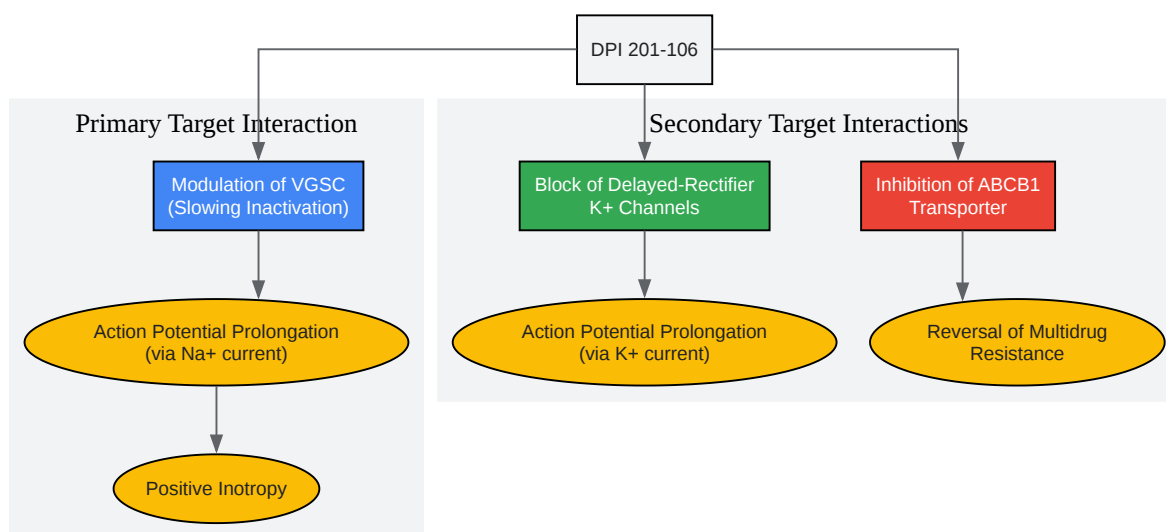 DPI 201-106
Primary Target Interaction
Secondary Target Interactions
Modulation of VGSC
(Slowing Inactivation)
Block of Delayed-Rectifier
K+ Channels
Inhibition of ABCB1
Transporter
Action Potential Prolongation
(via Na+ current)
Action Potential Prolongation
(via K+ current)
Reversal of Multidrug
Resistance
Positive Inotropy